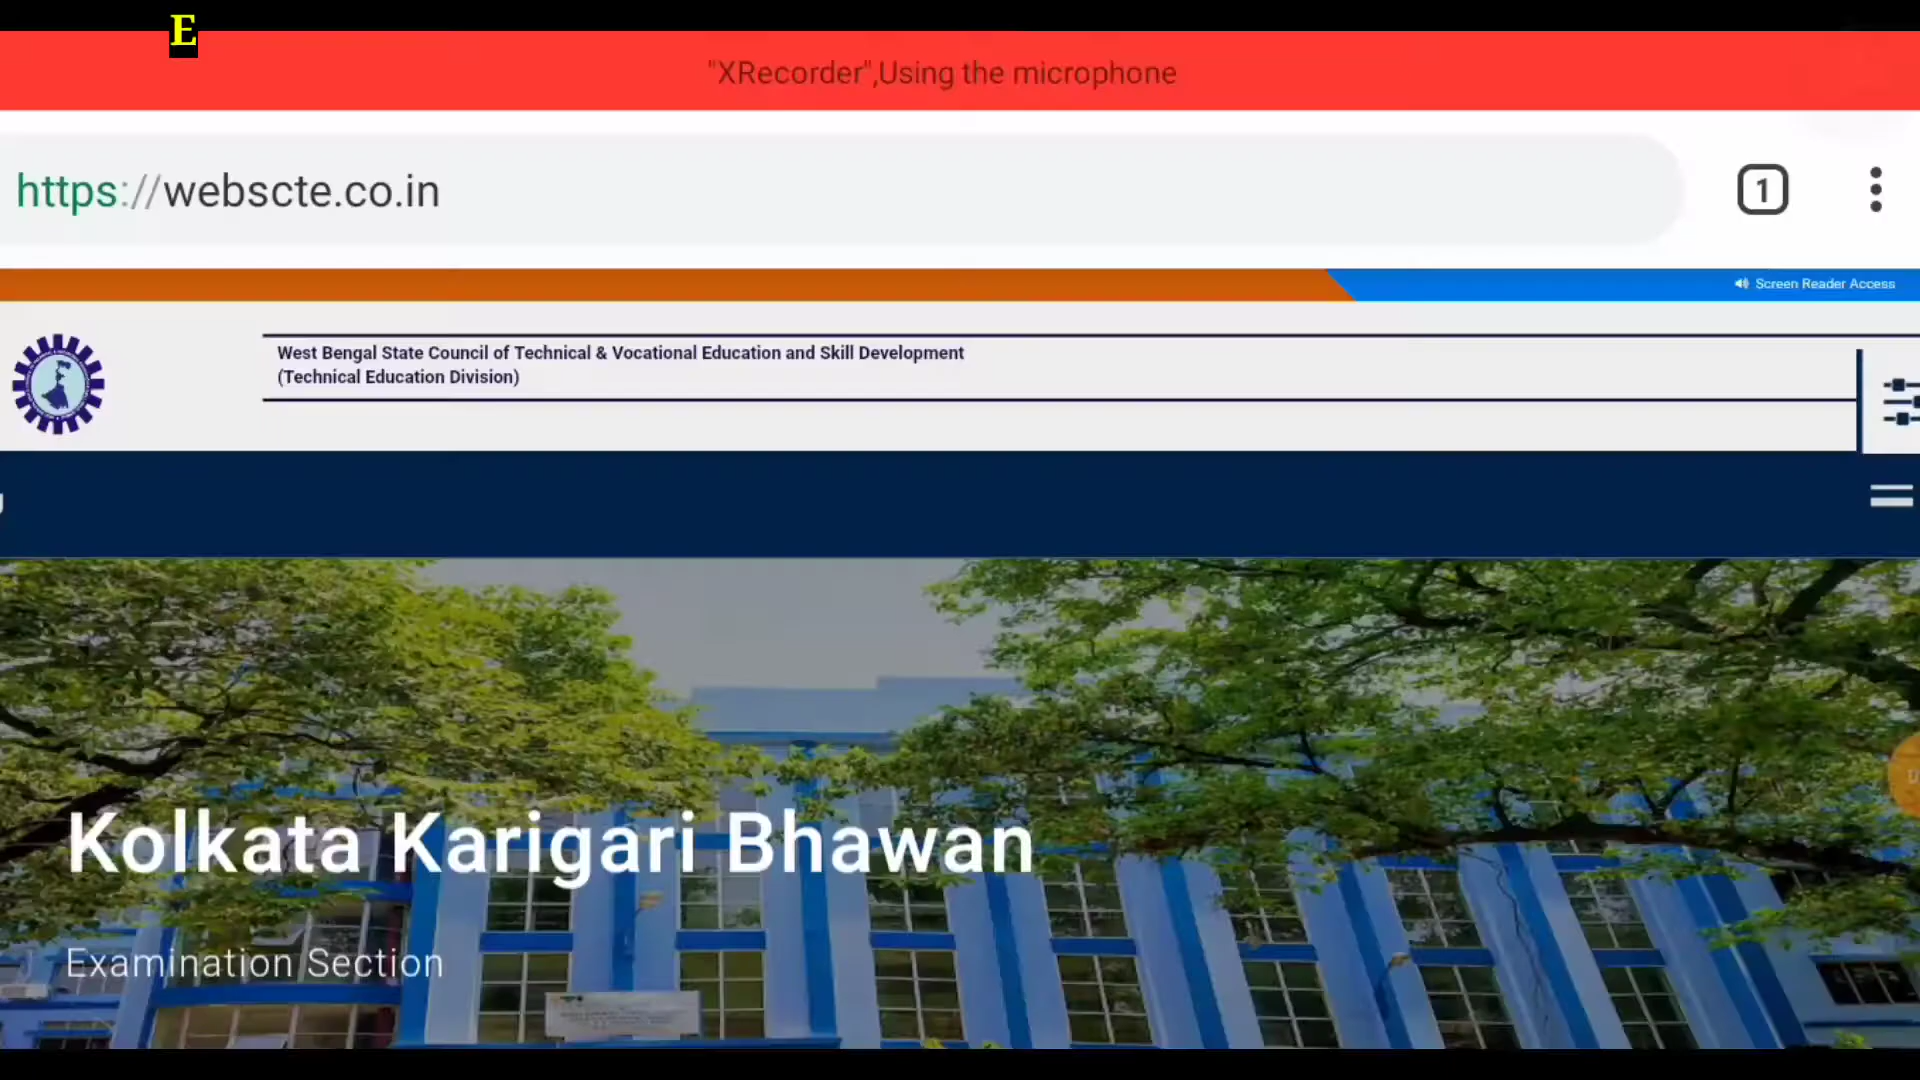 E
"XRecorder",Using the microphone
https://webscte.co.in
1
Screen Reader Access
West Bengal State Council of Technical & Vocational Education and Skill Development
(Technical Education Division)
Kolkata Karigari Bhawan
Examination Section